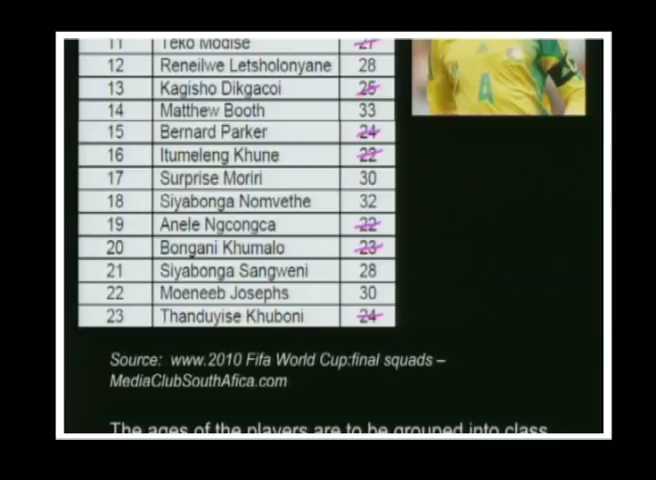 11 Teko Modise 27
12 Reneilwe Letsholonyane 28
13 Kagisho Dikgacoi 25
14 Matthew Booth 33
15 Bernard Parker 24
16 Itumeleng Khune 22
17 Surprise Moriri 30
18 Siyabonga Nomvethe 32
19 Anele Ngcongca 22
20 Bongani Khumalo 23
21 Siyabonga Sangweni 28
22 Moeneeb Josephs 30
23 Thanduyise Khuboni 24
4
Source: www.2010 Fifa World Cup:final squads –
MediaClubSouthAfica.com
The ages of the players are to be grouped into class